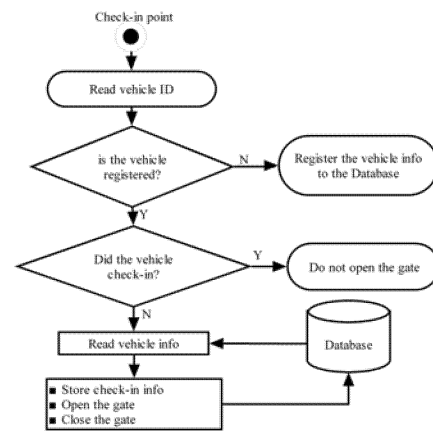 Check-in point
Read vehicle ID
is the vehicle
registered?
N
Register the vehicle info
to the Database
Y
Did the vehicle
check-in?
Y
Do not open the gate
N
Read vehicle info
Database
■ Store check-in info
■ Open the gate
■ Close the gate